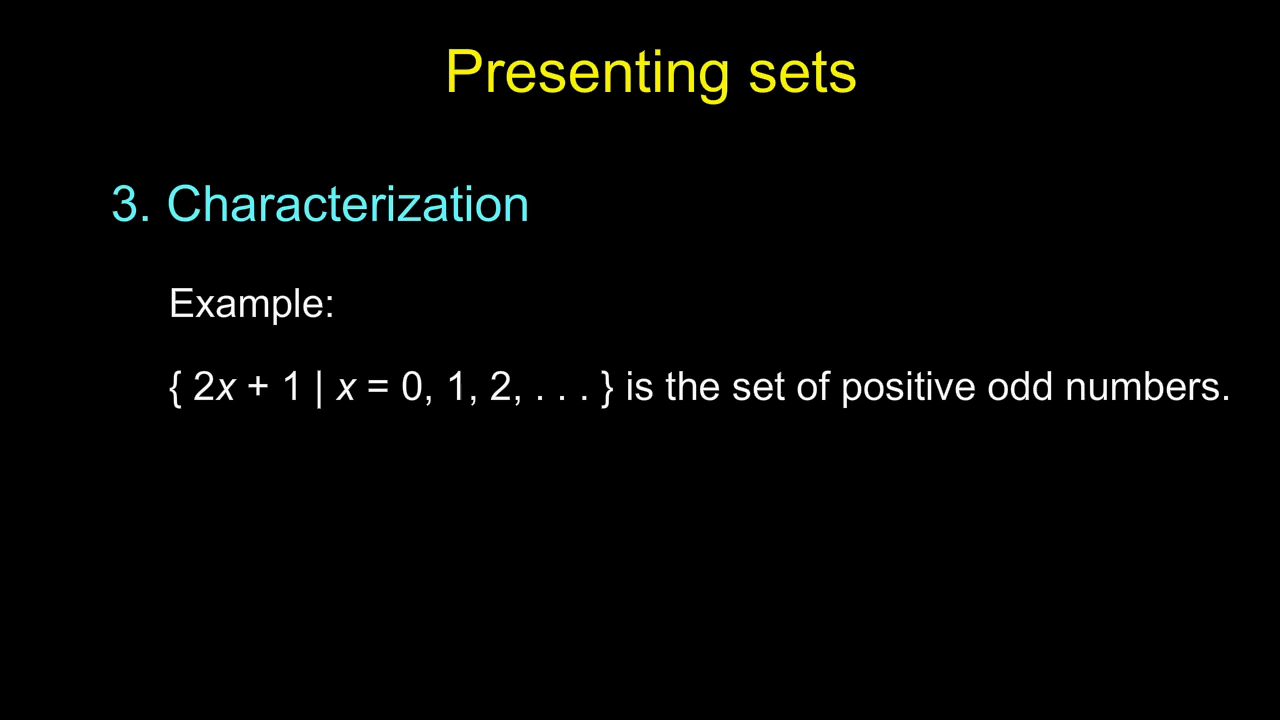 Presenting sets
3. Characterization
Example:
{ 2x + 1 | x = 0, 1, 2, . . . } is the set of positive odd numbers.